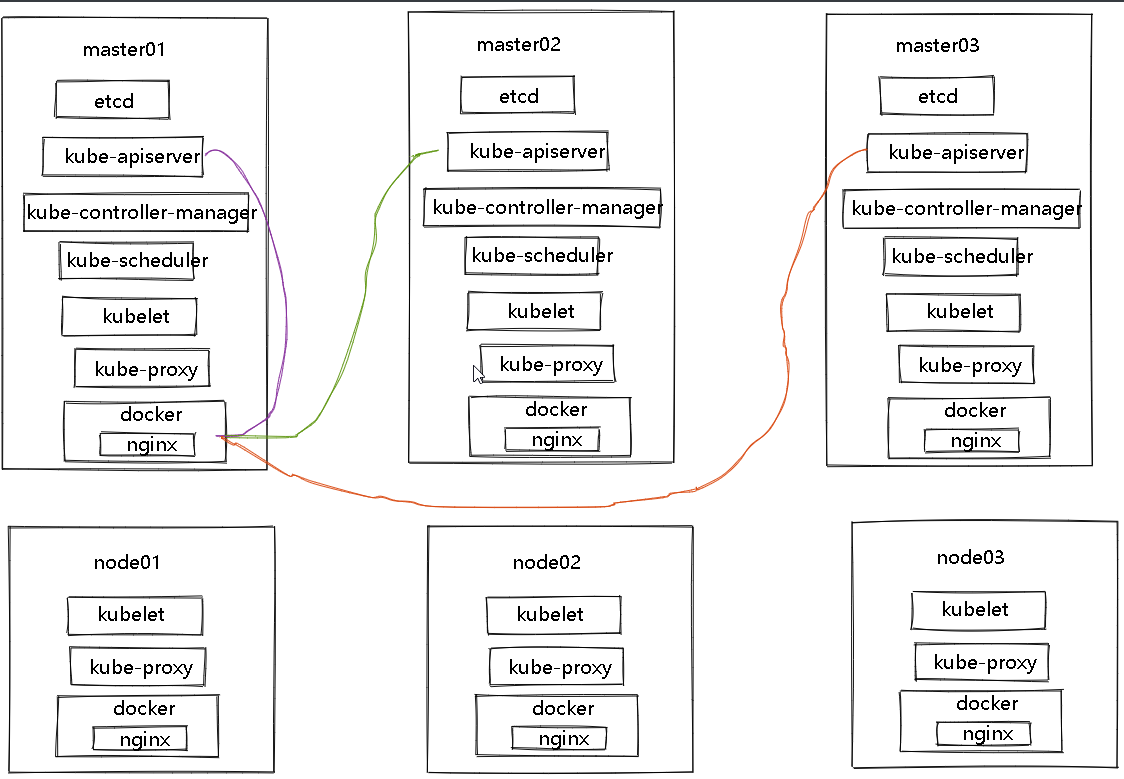 master01
etcd
kube-apiserver
kube-controller-manager
kube-scheduler
kubelet
kube-proxy
docker
nginx
master02
etcd
kube-apiserver
kube-controller-manager
kube-scheduler
kubelet
kube-proxy
docker
nginx
master03
etcd
kube-apiserver
kube-controller-manager
kube-scheduler
kubelet
kube-proxy
docker
nginx
node01
kubelet
kube-proxy
docker
nginx
node02
kubelet
kube-proxy
docker
nginx
node03
kubelet
kube-proxy
docker
nginx